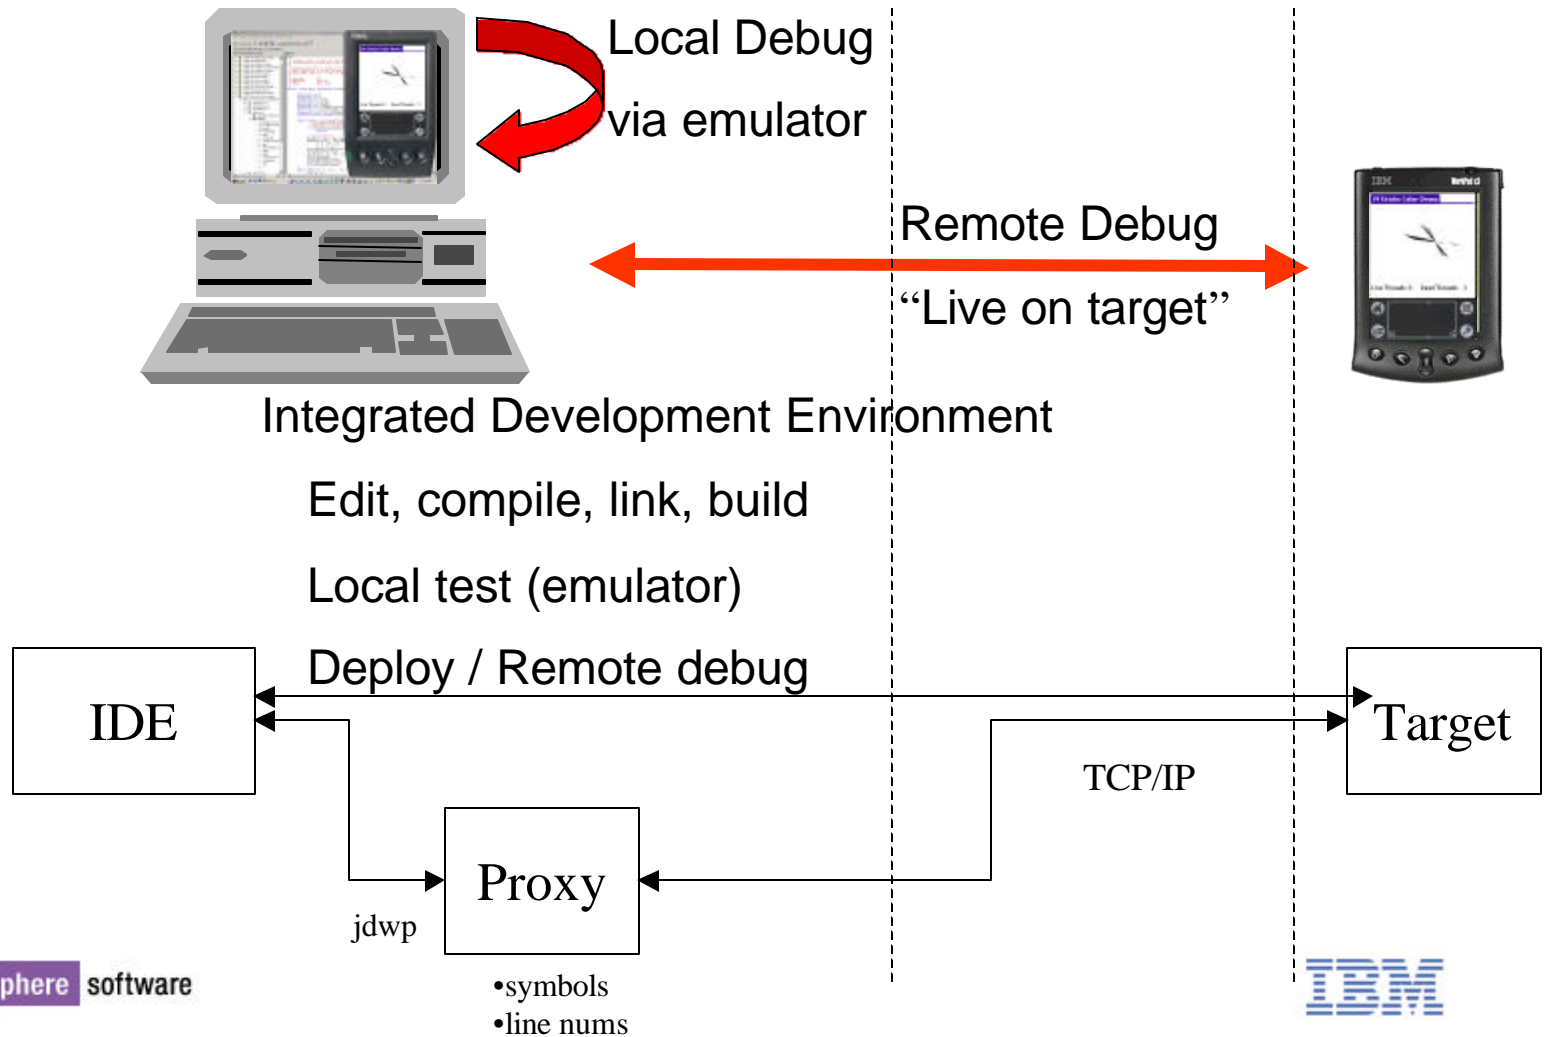 Local Debug
via emulator
Remote Debug
“Live on target”
IBM
Integrated Development Environment
Edit, compile, link, build
Local test (emulator)
Deploy / Remote debug
IDE
Target
TCP/IP
Proxy
jdwp
•symbols
•line nums
phere software
IBM